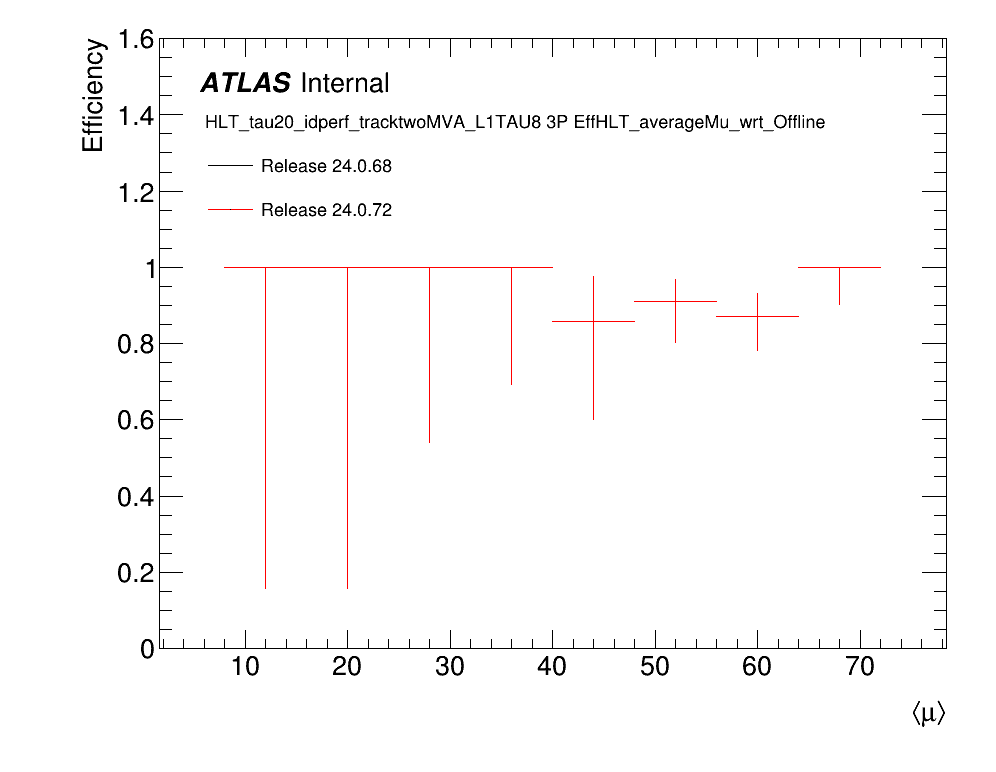 Efficiency
1.6
1.4
1.2
1
0.8
0.6
0.4
0.2
0
ATLAS Internal
HLT_tau20_idperf_tracktwoMVA_L1TAU8 3P EffHLT_averageMu_wrt_Offline
Release 24.0.68
Release 24.0.72
10 20 30 40 50 60 70
⟨μ⟩